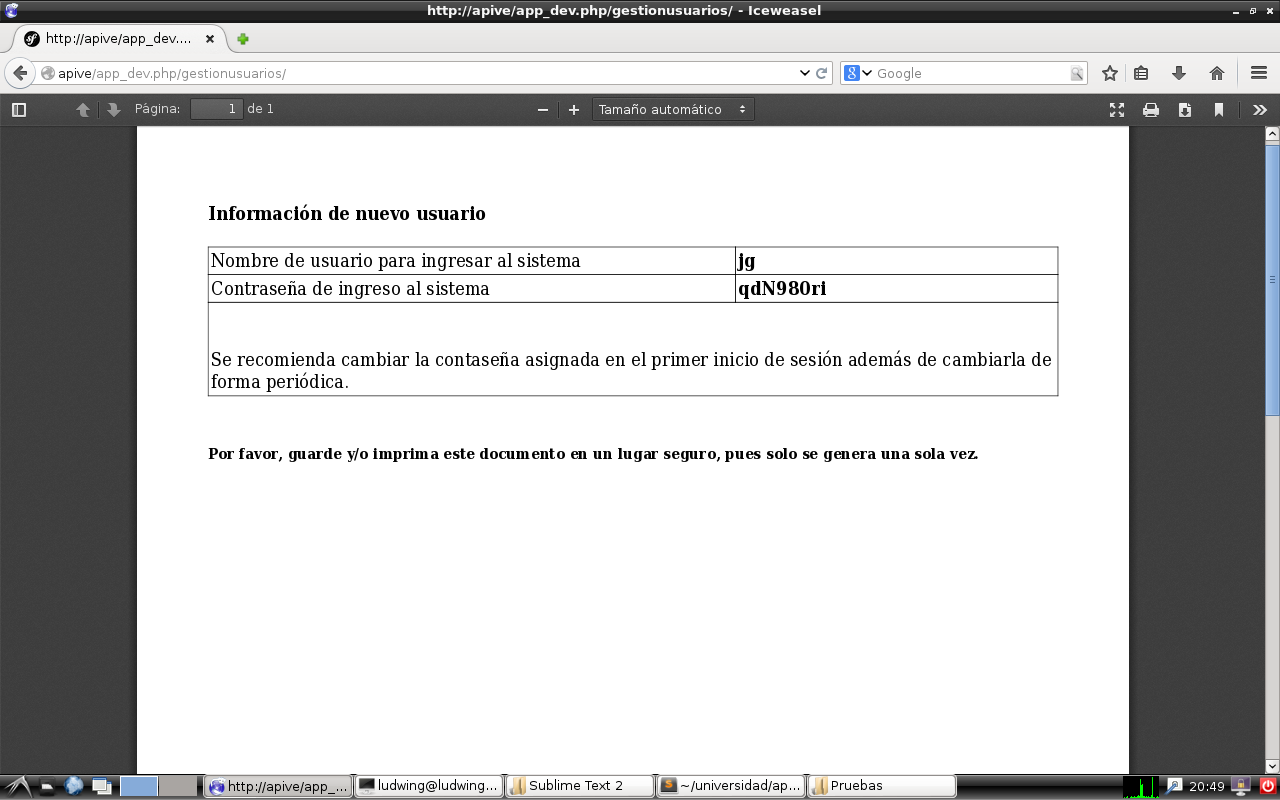 http://apive/app_dev.php/gestionusuarios/ - Iceweasel
http://apive/app_dev....
apive/app_dev.php/gestionusuarios/
Google
Página: 1 de 1
Tamaño automático
Información de nuevo usuario
Nombre de usuario para ingresar al sistema jg
Contraseña de ingreso al sistema qdN980ri
Se recomienda cambiar la contaseña asignada en el primer inicio de sesión además de cambiarla de
forma periódica.
Por favor, guarde y/o imprima este documento en un lugar seguro, pues solo se genera una sola vez.
http://apive/app_... ludwing@ludwing... Sublime Text 2 ~/universidad/ap... Pruebas 20:49